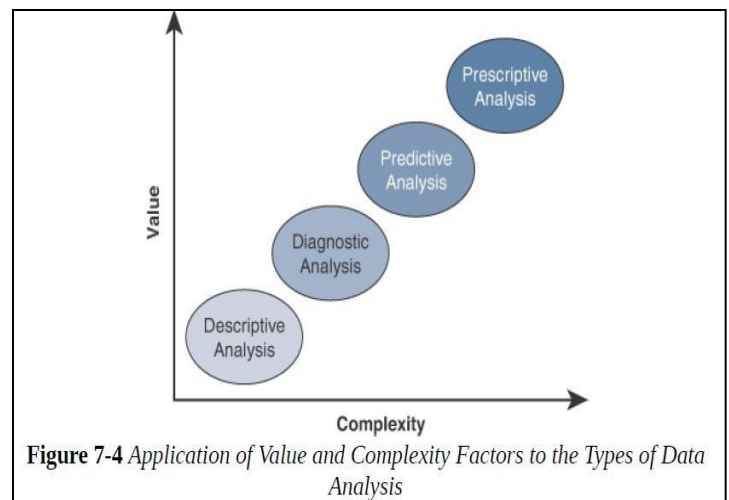 Prescriptive
Analysis
Predictive
Analysis
Value
Diagnostic
Analysis
Descriptive
Analysis
Complexity
Figure 7-4 Application of Value and Complexity Factors to the Types of Data
Analysis